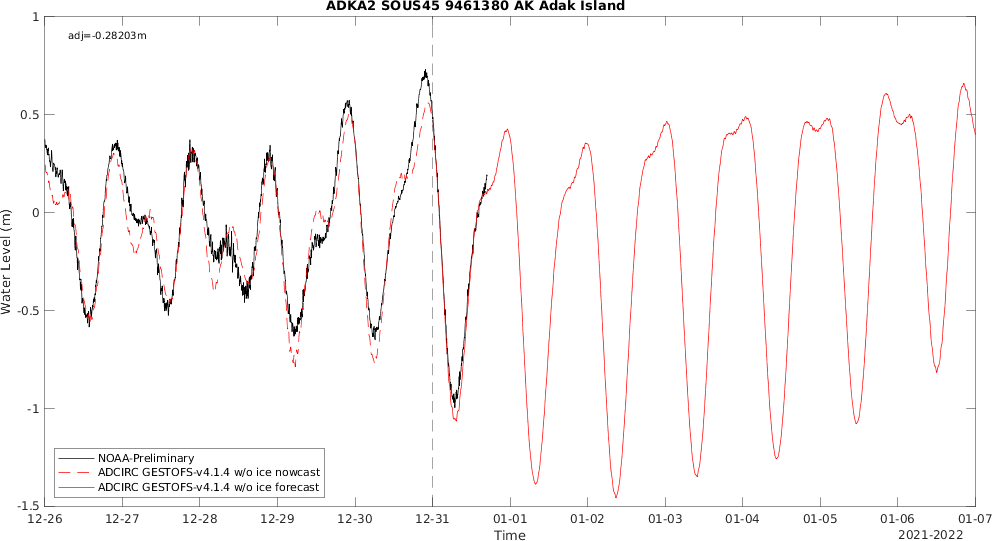 ADKA2 SOUS45 9461380 AK Adak Island
adj=-0.28203m
Water Level (m)
1
0.5
0
-0.5
-1
-1.5
NOAA-Preliminary
ADCIRC GESTOFS-v4.1.4 w/o ice nowcast
ADCIRC GESTOFS-v4.1.4 w/o ice forecast
12-26 12-27 12-28 12-29 12-30 12-31 01-01 01-02 01-03 01-04 01-05 01-06 01-07
Time
2021-2022